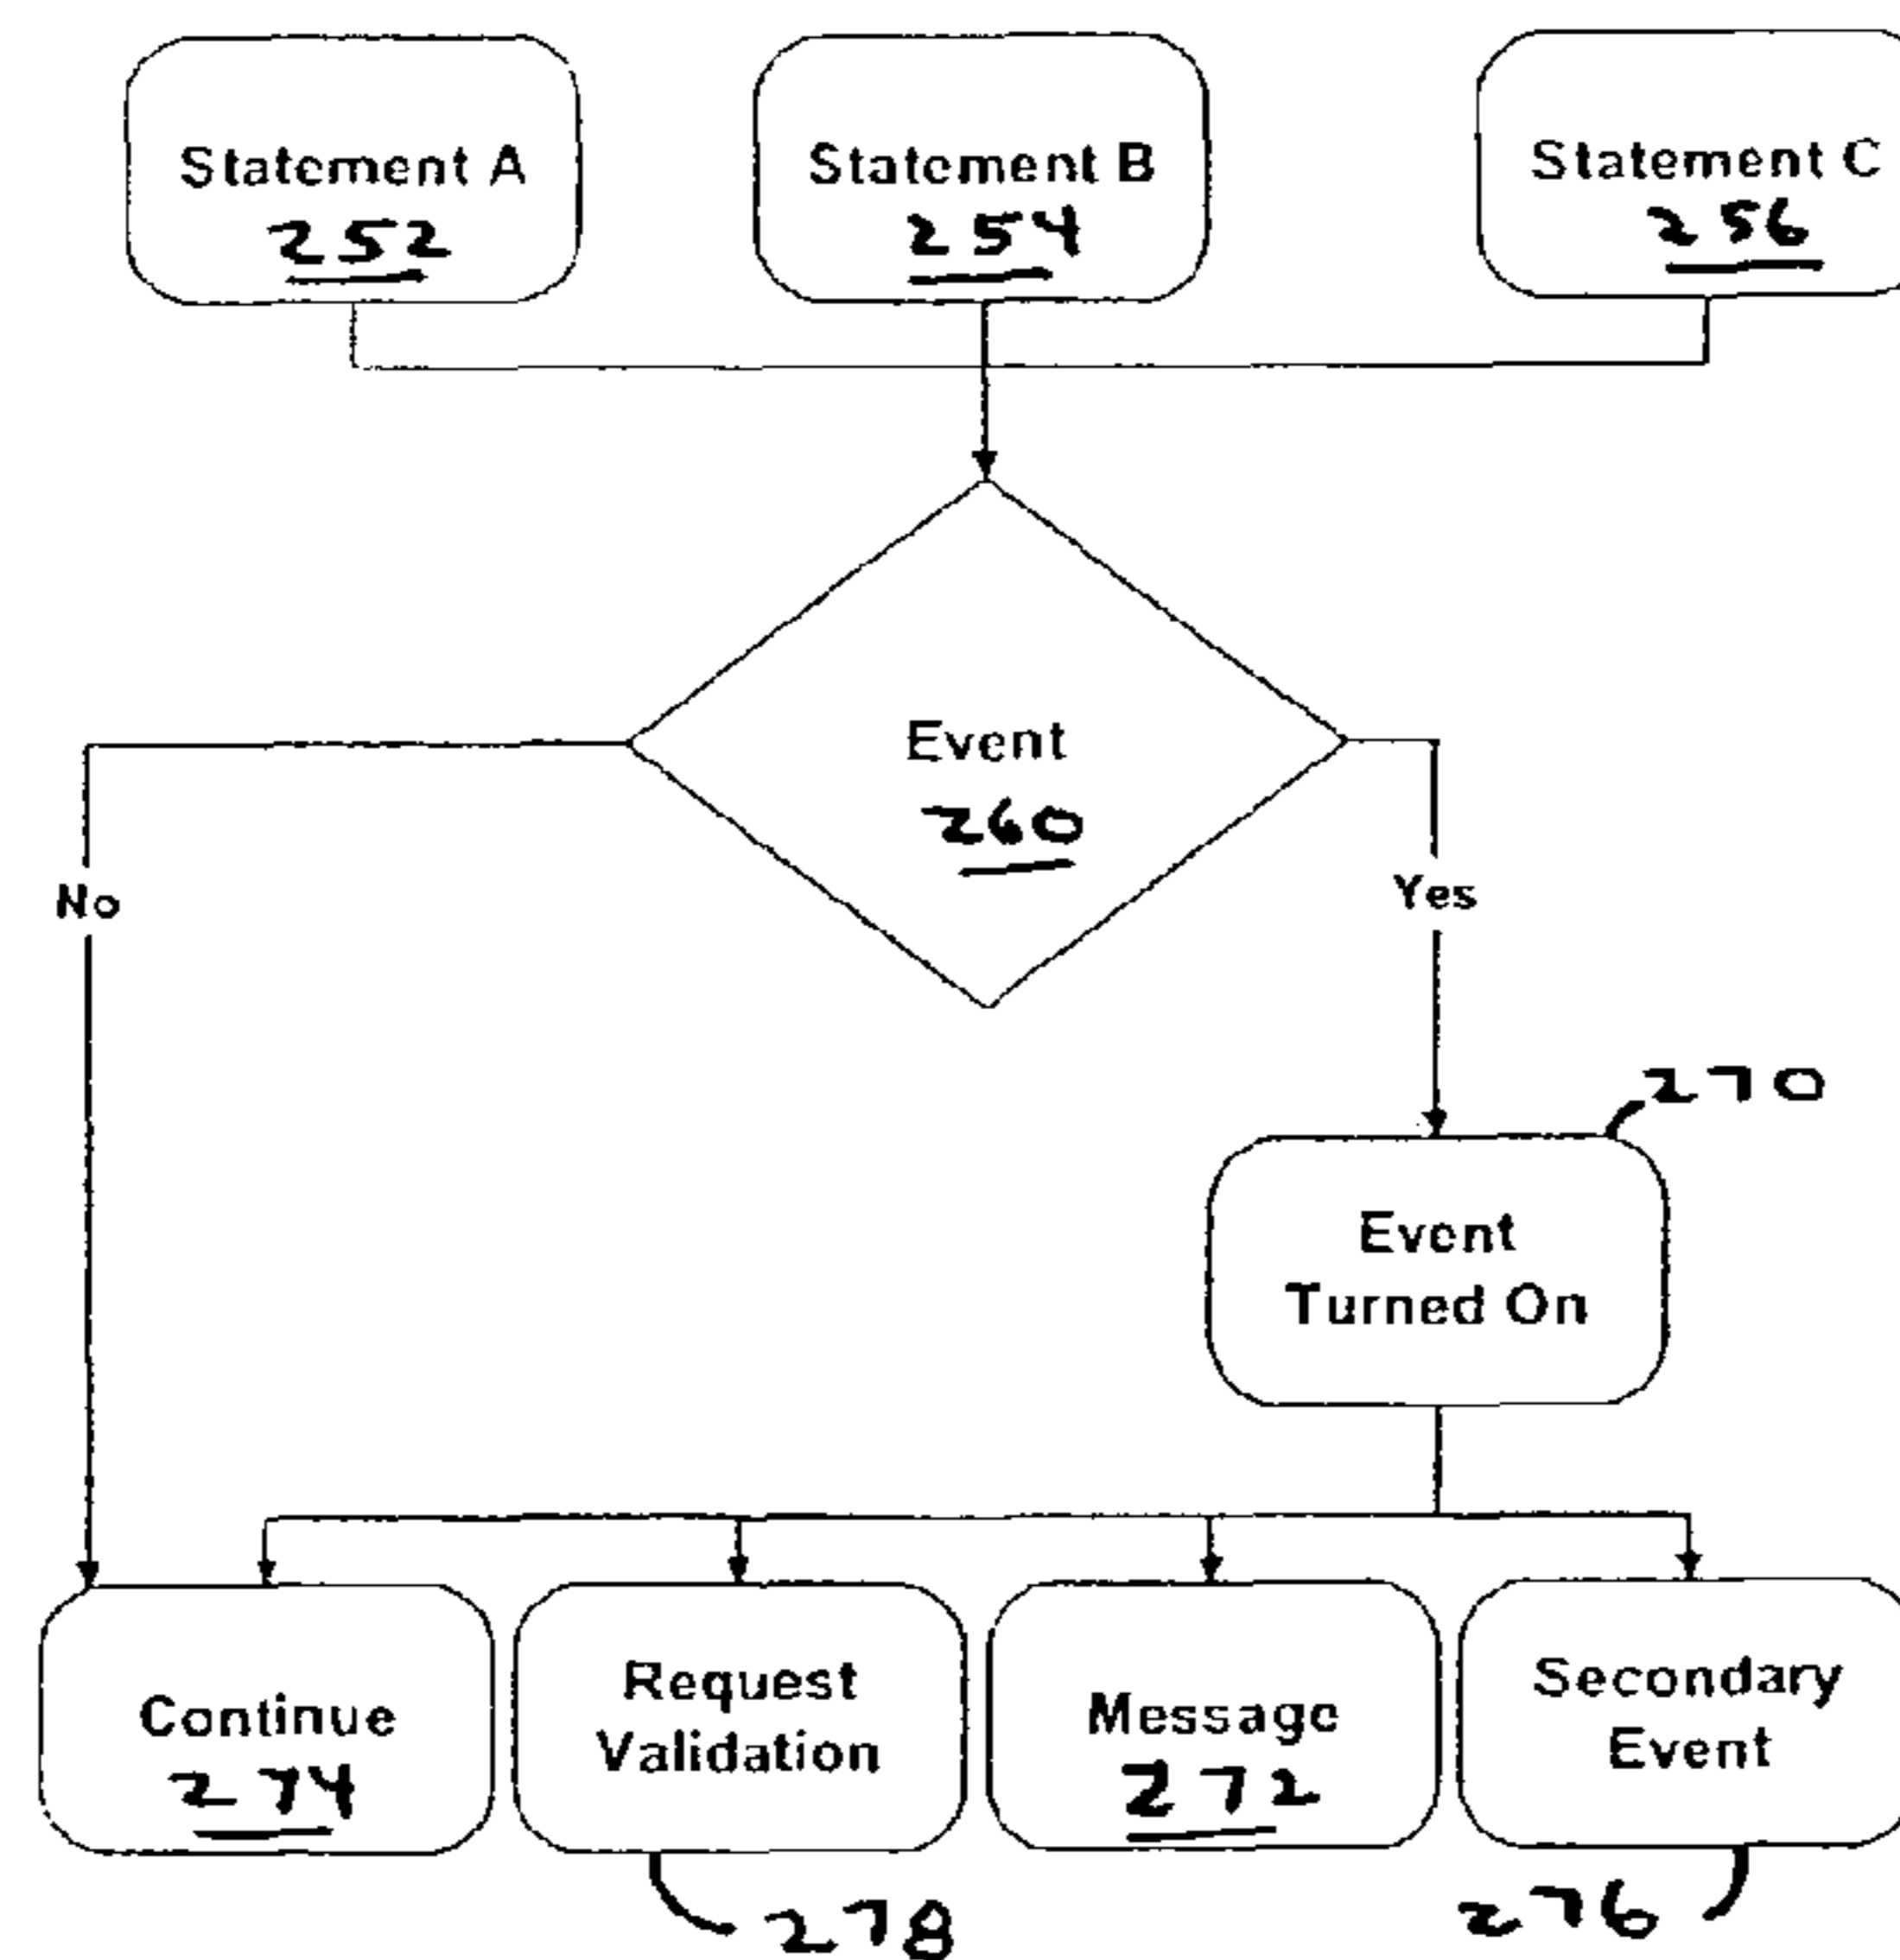 Statement A
252
Statement B
254
Statement C
256
Event
260
No
Yes
270
Event
Turned On
Continue
274
Request
Validation
Message
272
Secondary
Event
278
276